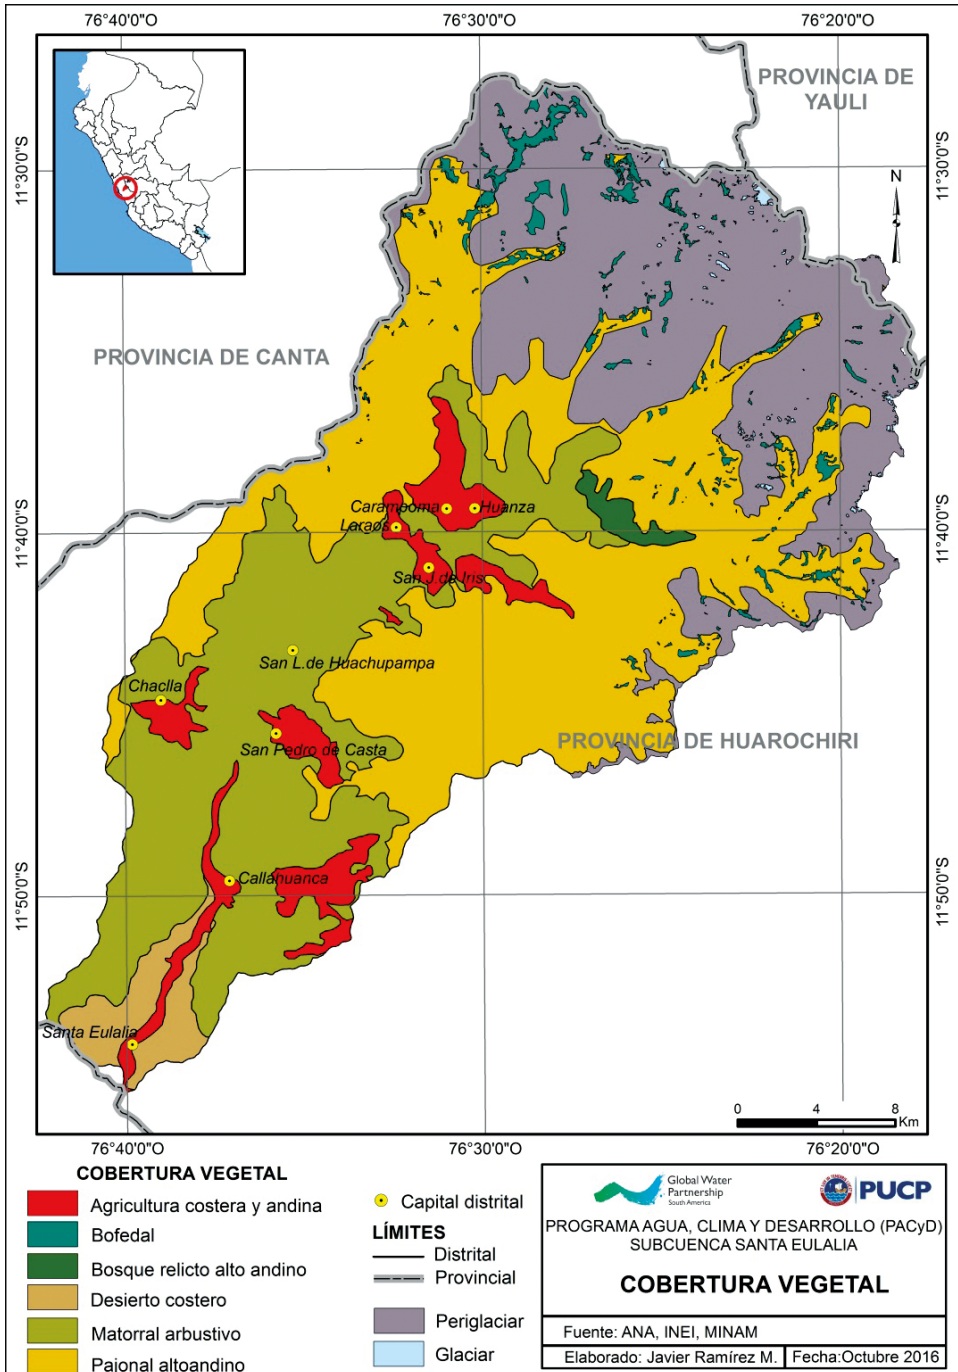 76°40'0"O
76°30'0"O
76°20'0"O
PROVINCIA DE
YAULI
11°30'0"S
11°30'0"S
N
PROVINCIA DE CANTA
Carampoma
Huanza
Laraos
11°40'0"S
11°40'0"S
San J.de Iris
San L.de Huachupampa
Chaclla
San Pedro de Casta
PROVINCIA DE HUAROCHIRI
Callahuanca
11°50'0"S
11°50'0"S
Santa Eulalia
0 4 8
Km
76°40'0"O
76°30'0"O
76°20'0"O
COBERTURA VEGETAL
Agricultura costera y andina
Bofedal
Bosque relicto alto andino
Desierto costero
Matorral arbustivo
Pajonal altoandino
Capital distrital
LÍMITES
Distrital
Provincial
Periglaciar
Glaciar
Global Water
Partnership
South America
PUCP
PROGRAMA AGUA, CLIMA Y DESARROLLO (PACyD)
SUBCUENCA SANTA EULALIA
COBERTURA VEGETAL
Fuente: ANA, INEI, MINAM
Elaborado: Javier Ramírez M.
Fecha:Octubre 2016